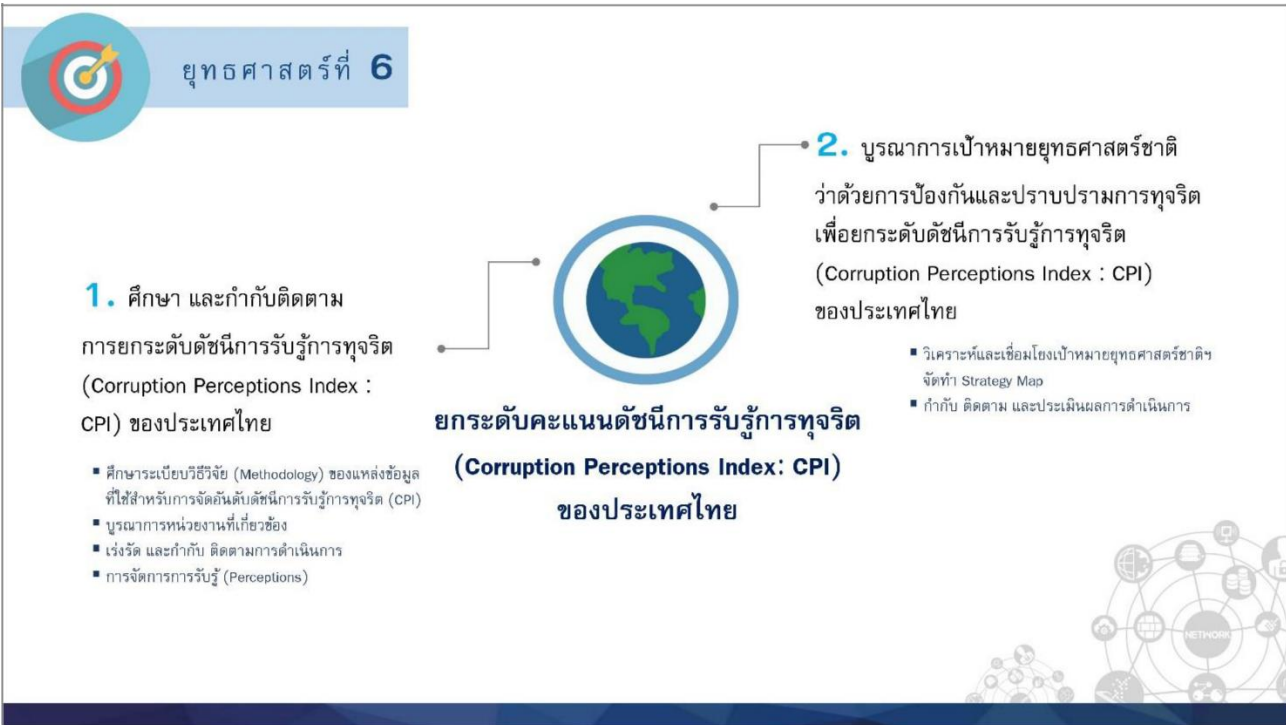 ยุทธศาสตร์ที่ 6
1. ศึกษา และกำกับติดตาม
การยกระดับดัชนีการรับรู้การทุจริต
(Corruption Perceptions Index :
CPI) ของประเทศไทย
▪ ศึกษาระเบียบวิธีวิจัย (Methodology) ของแหล่งข้อมูล
ที่ใช้สำหรับการจัดอันดับดัชนีการรับรู้การทุจริต (CPI)
▪ บูรณาการหน่วยงานที่เกี่ยวข้อง
▪ เร่งรัด และกำกับ ติดตามการดำเนินการ
▪ การจัดการการรับรู้ (Perceptions)
ยกระดับคะแนนดัชนีการรับรู้การทุจริต
(Corruption Perceptions Index: CPI)
ของประเทศไทย
2. บูรณาการเป้าหมายยุทธศาสตร์ชาติ
ว่าด้วยการป้องกันและปราบปรามการทุจริต
เพื่อยกระดับดัชนีการรับรู้การทุจริต
(Corruption Perceptions Index : CPI)
ของประเทศไทย
▪ วิเคราะห์และเชื่อมโยงเป้าหมายยุทธศาสตร์ชาติฯ
จัดทำ Strategy Map
▪ กำกับ ติดตาม และประเมินผลการดำเนินการ
NETWORK